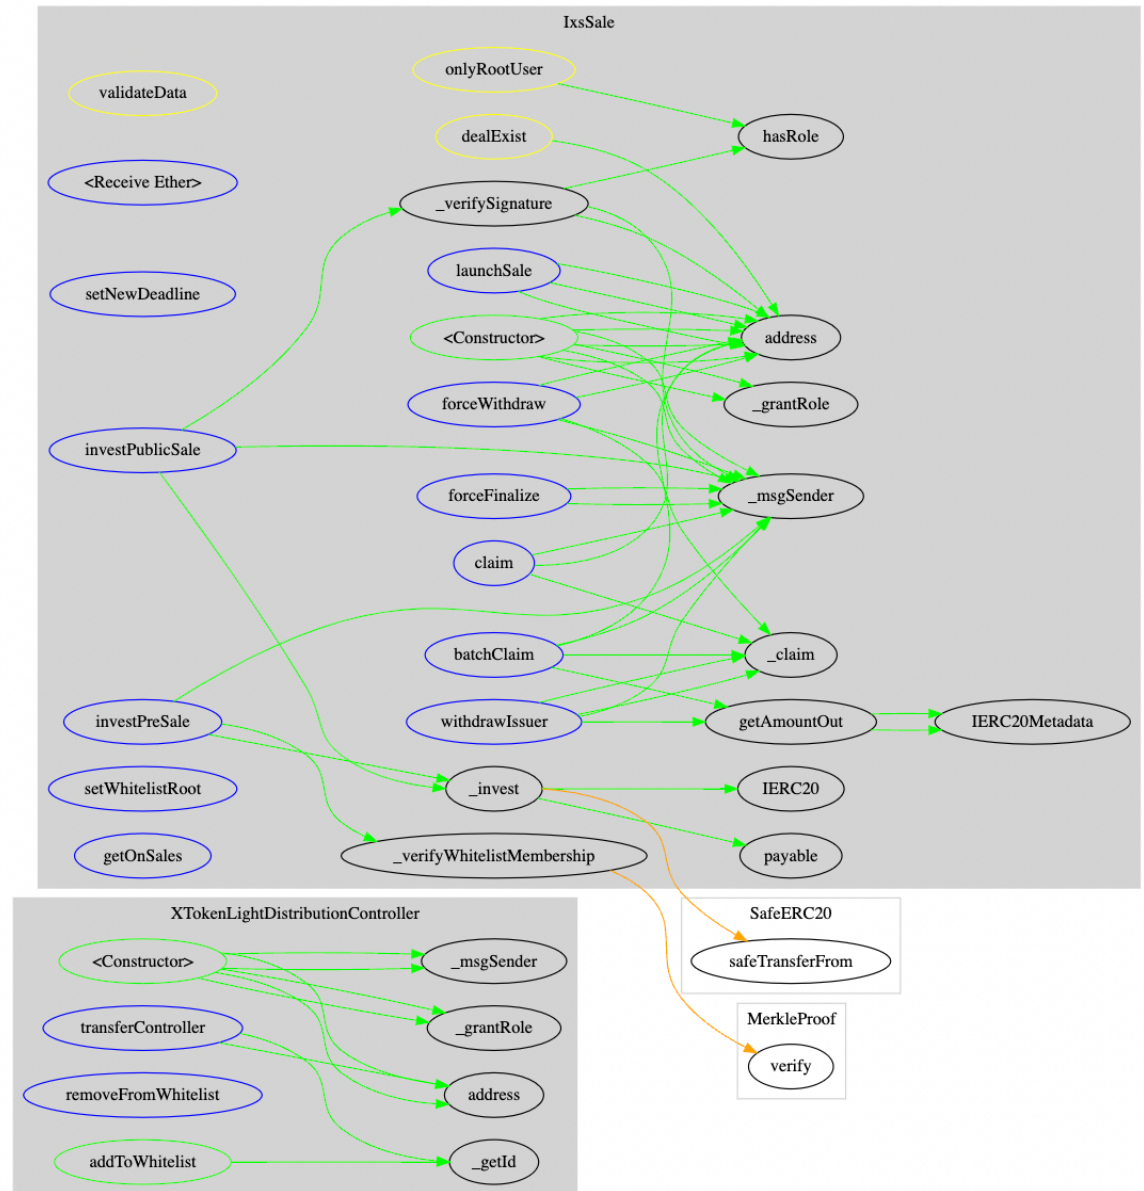 IxsSale
onlyRootUser
validateData
dealExist
hasRole
<Receive Ether>
_verifySignature
launchSale
setNewDeadline
<Constructor>
address
forceWithdraw
_grantRole
investPublicSale
forceFinalize
_msgSender
claim
batchClaim
_claim
investPreSale
withdrawIssuer
getAmountOut
IERC20Metadata
setWhitelistRoot
_invest
IERC20
getOnSales
_verifyWhitelistMembership
payable
XTokenLightDistributionController
SafeERC20
<Constructor>
_msgSender
safeTransferFrom
transferController
_grantRole
MerkleProof
verify
removeFromWhitelist
address
addToWhitelist
_getId